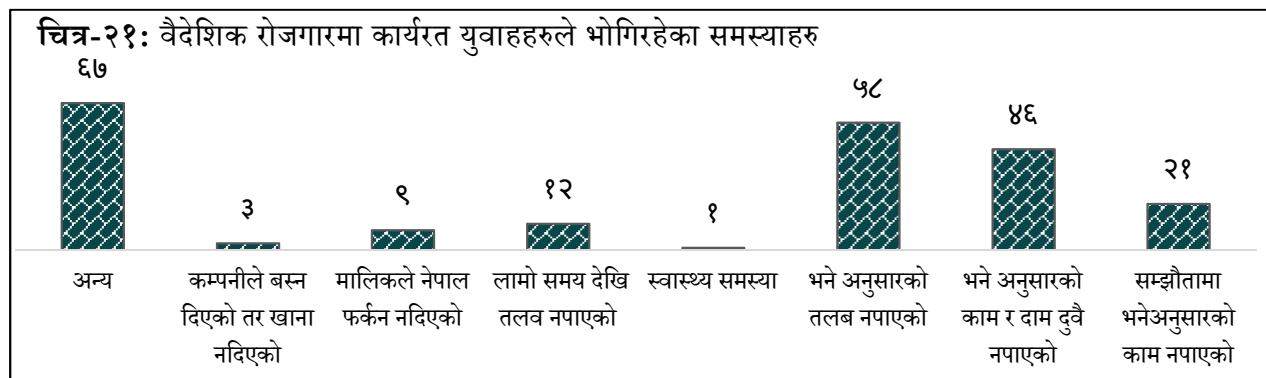 चित्र-२१: वैदेशिक रोजगारमा कार्यरत युवाहहरुले भोगिरहेका समस्याहरु
६७
३
९
१२
१
५८
४६
२१
अन्य
कम्पनीले बस्न
दिएको तर खाना
नदिएको
मालिकले नेपाल
फर्कन नदिएको
लामो समय देखि
तलव नपाएको
स्वास्थ्य समस्या
भने अनुसारको
तलब नपाएको
भने अनुसारको
काम र दाम दुवै
नपाएको
सम्झौतामा
भनेअनुसारको
काम नपाएको